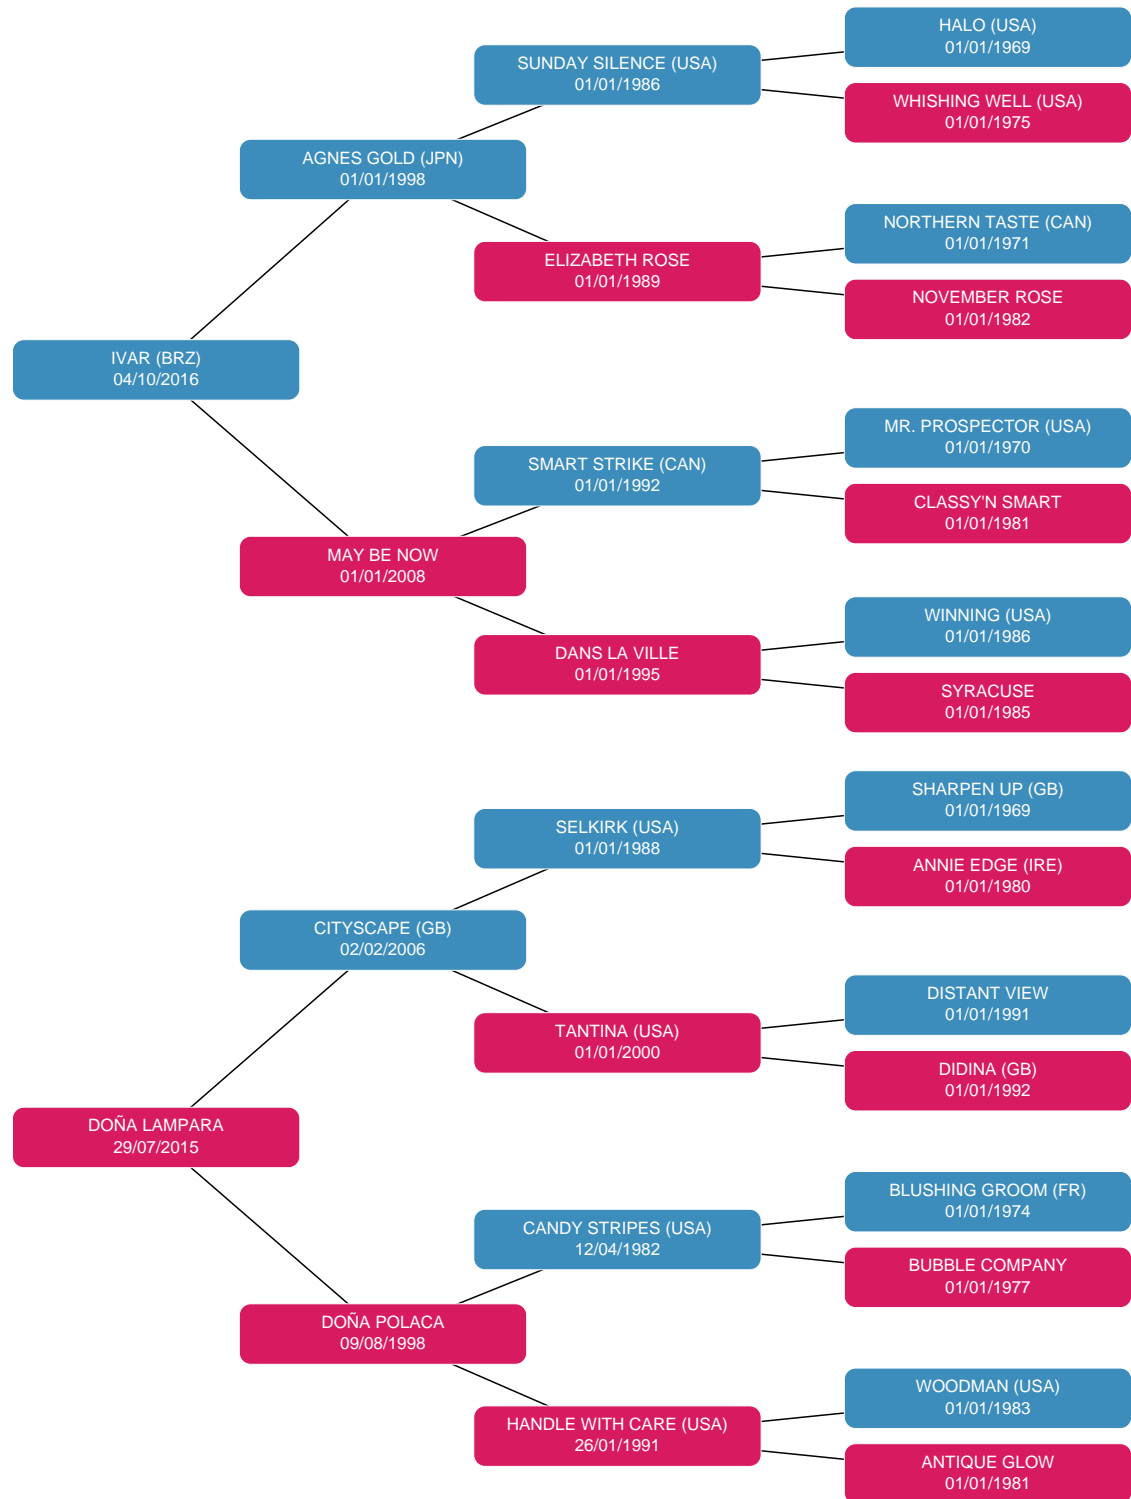 HALO (USA)
01/01/1969
SUNDAY SILENCE (USA)
01/01/1986
WHISHING WELL (USA)
01/01/1975
AGNES GOLD (JPN)
01/01/1998
NORTHERN TASTE (CAN)
01/01/1971
ELIZABETH ROSE
01/01/1989
NOVEMBER ROSE
01/01/1982
IVAR (BRZ)
04/10/2016
MR. PROSPECTOR (USA)
01/01/1970
SMART STRIKE (CAN)
01/01/1992
CLASSY'N SMART
01/01/1981
MAY BE NOW
01/01/2008
WINNING (USA)
01/01/1986
DANS LA VILLE
01/01/1995
SYRACUSE
01/01/1985
SHARPEN UP (GB)
01/01/1969
SELKIRK (USA)
01/01/1988
ANNIE EDGE (IRE)
01/01/1980
CITYSCAPE (GB)
02/02/2006
DISTANT VIEW
01/01/1991
TANTINA (USA)
01/01/2000
DIDINA (GB)
01/01/1992
DOÑA LAMPARA
29/07/2015
BLUSHING GROOM (FR)
01/01/1974
CANDY STRIPES (USA)
12/04/1982
BUBBLE COMPANY
01/01/1977
DOÑA POLACA
09/08/1998
WOODMAN (USA)
01/01/1983
HANDLE WITH CARE (USA)
26/01/1991
ANTIQUE GLOW
01/01/1981